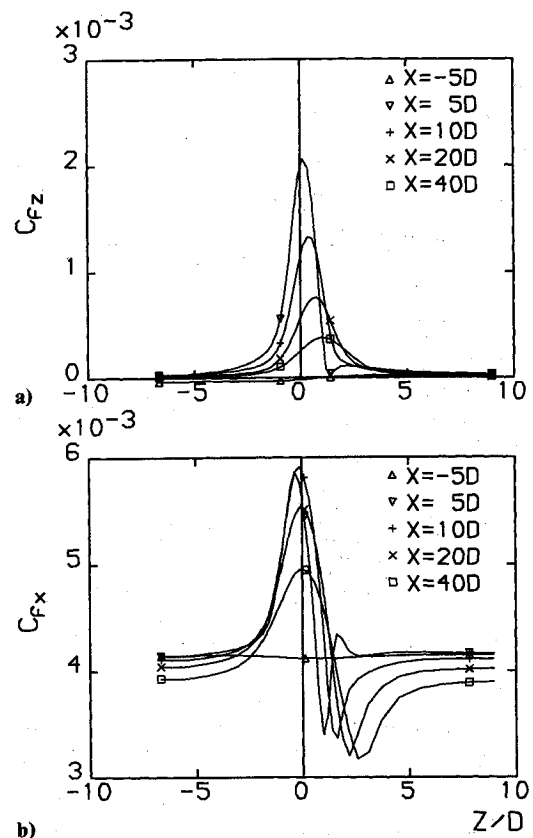 ×10⁻³
3
2
1
0
C_fz
△ X=-5D
▽ X= 5D
+ X=10D
× X=20D
□ X=40D
a)
-10 -5 0 5 10
×10⁻³
6
5
4
3
C_fx
△ X=-5D
▽ X= 5D
+ X=10D
× X=20D
□ X=40D
-10 -5 0 5 10
b)
Z/D